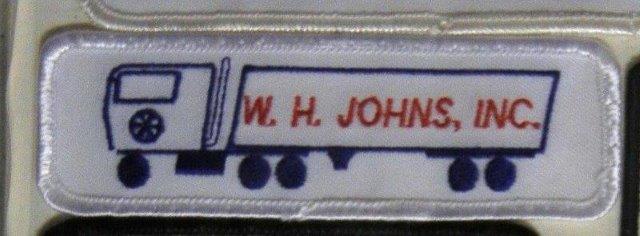 W. H. JOHNS, INC.